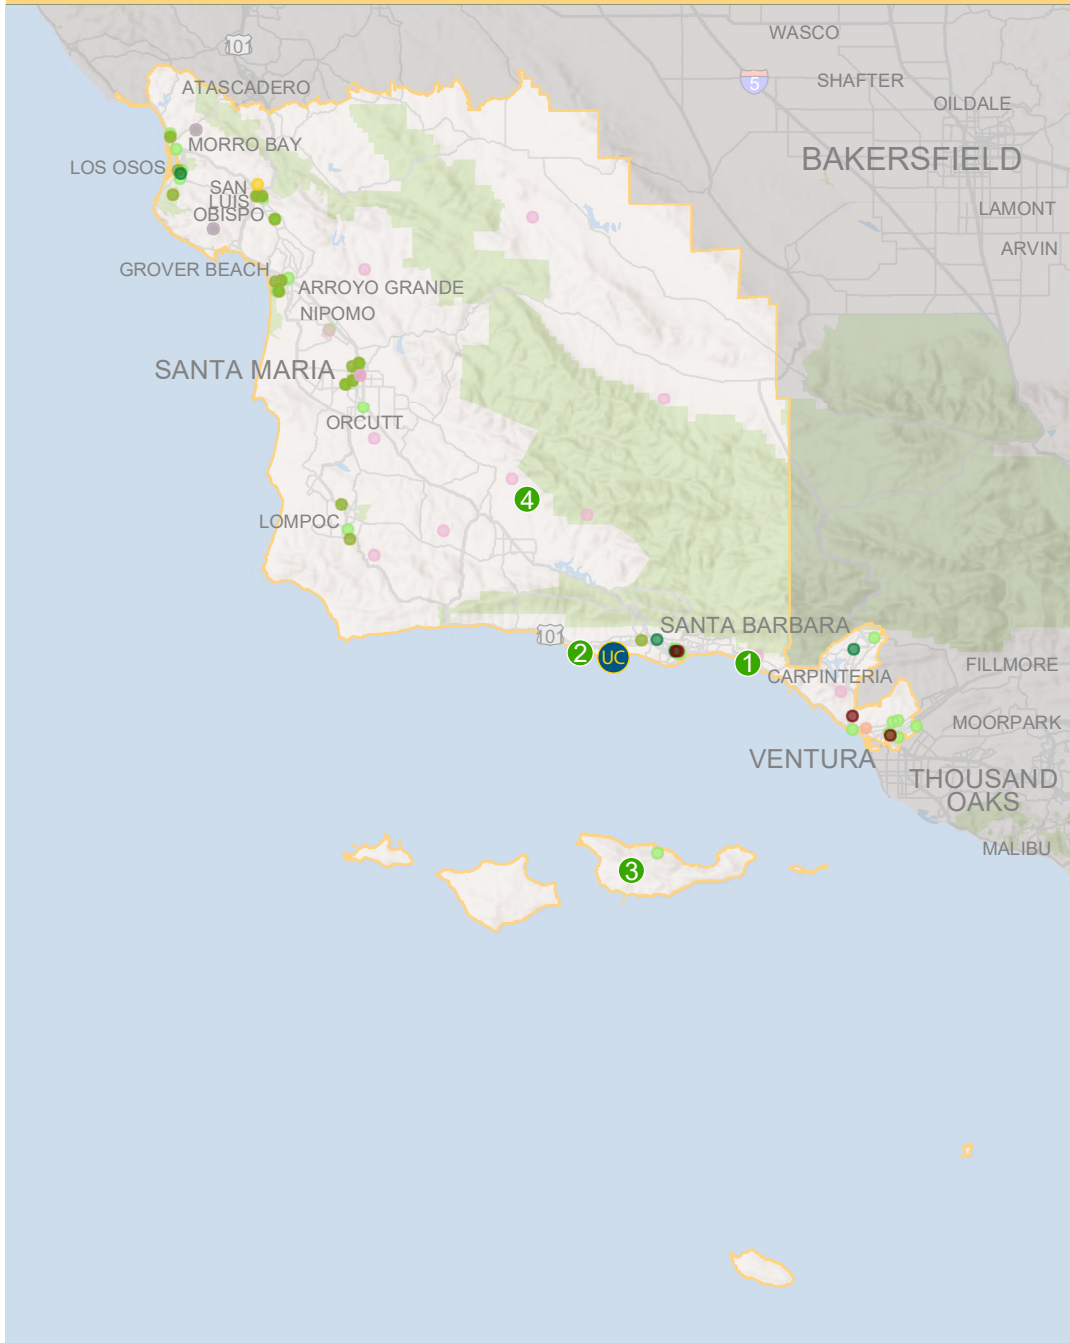 WASCO
101
ATASCADERO
5
SHAFTER
OILDALE
MORRO BAY
BAKERSFIELD
LOS OSOS
SAN
LUIS
OBISPO
LAMONT
ARVIN
GROVER BEACH
ARROYO GRANDE
NIPOMO
SANTA MARIA
ORCUTT
4
LOMPOC
101
SANTA BARBARA
2
UC
1
FILLMORE
CARPINTERIA
MOORPARK
VENTURA
THOUSAND
OAKS
MALIBU
3